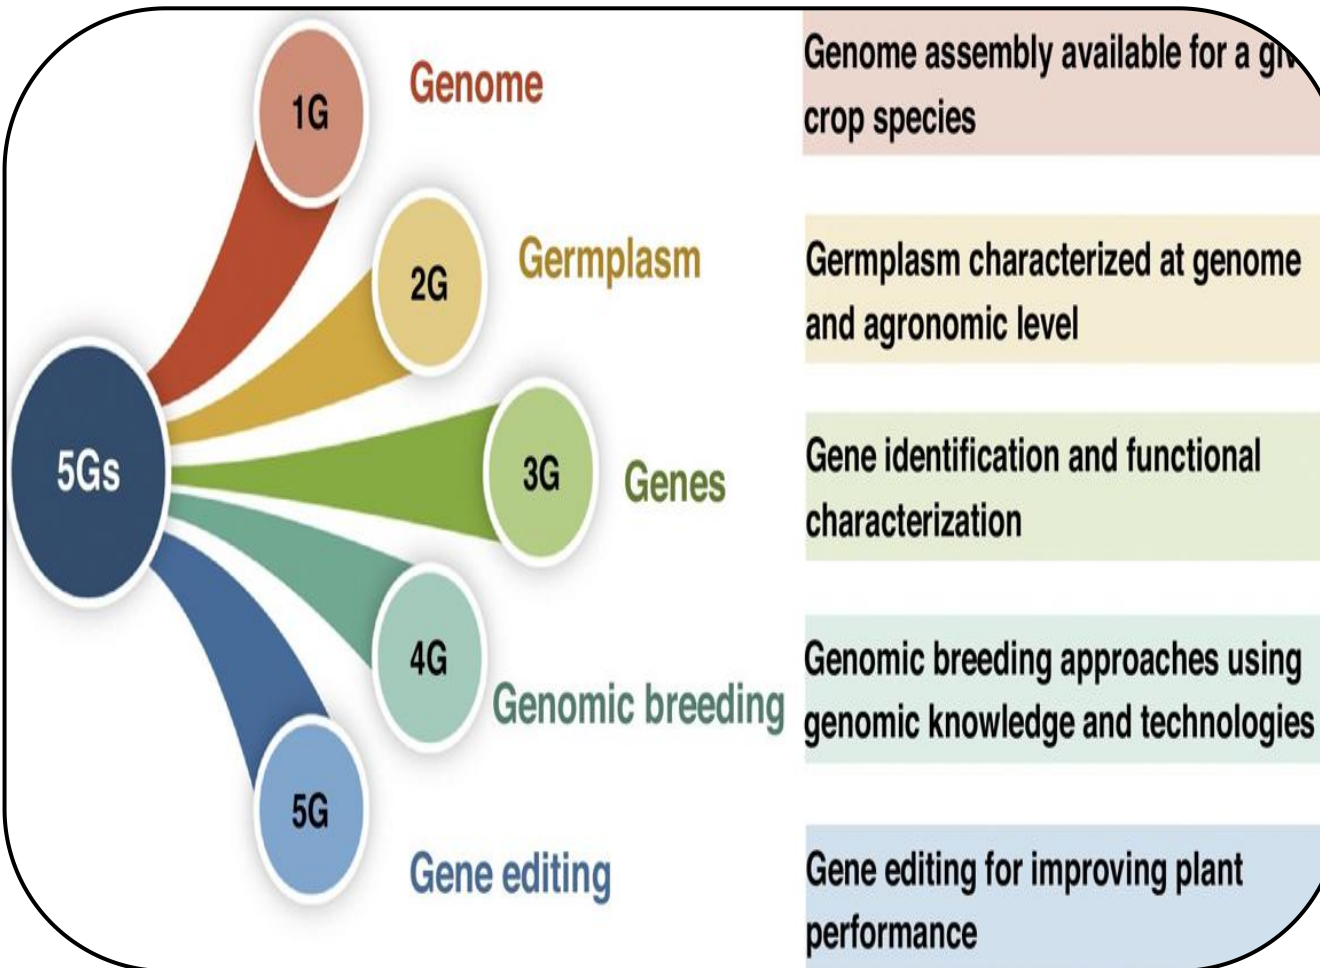 5Gs
1G
Genome
Genome assembly available for a
crop species
2G
Germplasm
Germplasm characterized at genome
and agronomic level
3G
Genes
Gene identification and functional
characterization
4G
Genomic breeding
Genomic breeding approaches using
genomic knowledge and technologies
5G
Gene editing
Gene editing for improving plant
performance